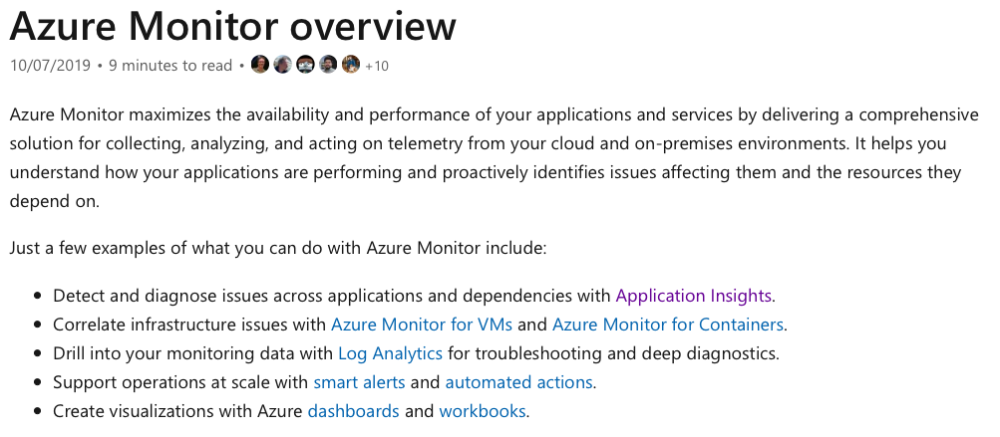 Azure Monitor overview
10/07/2019 • 9 minutes to read • +10
Azure Monitor maximizes the availability and performance of your applications and services by delivering a comprehensive
solution for collecting, analyzing, and acting on telemetry from your cloud and on-premises environments. It helps you
understand how your applications are performing and proactively identifies issues affecting them and the resources they
depend on.
Just a few examples of what you can do with Azure Monitor include:
• Detect and diagnose issues across applications and dependencies with Application Insights.
• Correlate infrastructure issues with Azure Monitor for VMs and Azure Monitor for Containers.
• Drill into your monitoring data with Log Analytics for troubleshooting and deep diagnostics.
• Support operations at scale with smart alerts and automated actions.
• Create visualizations with Azure dashboards and workbooks.